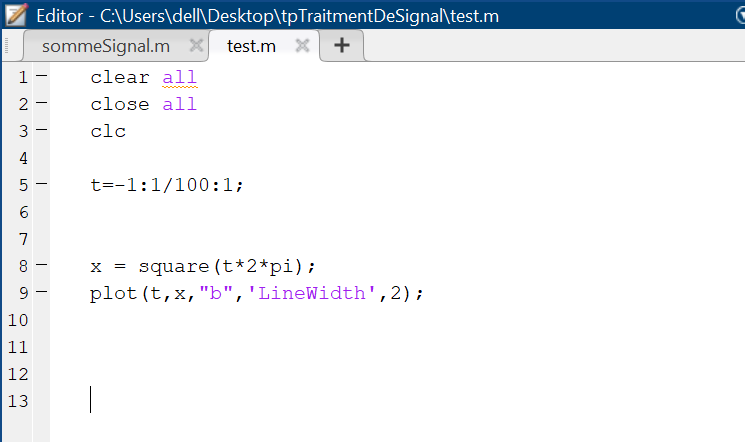 Editor - C:\Users\dell\Desktop\tpTraitmentDeSignal\test.m
sommeSignal.m × test.m × +
1 - clear all
2 - close all
3 - clc
4
5 - t=-1:1/100:1;
6
7
8 - x = square(t*2*pi);
9 - plot(t,x,"b",'LineWidth',2);
10
11
12
13